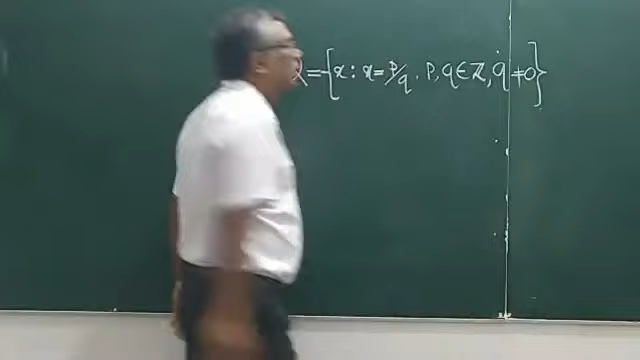 ={x : x = p/q , p, q ∈ ℤ, q ≠ 0}